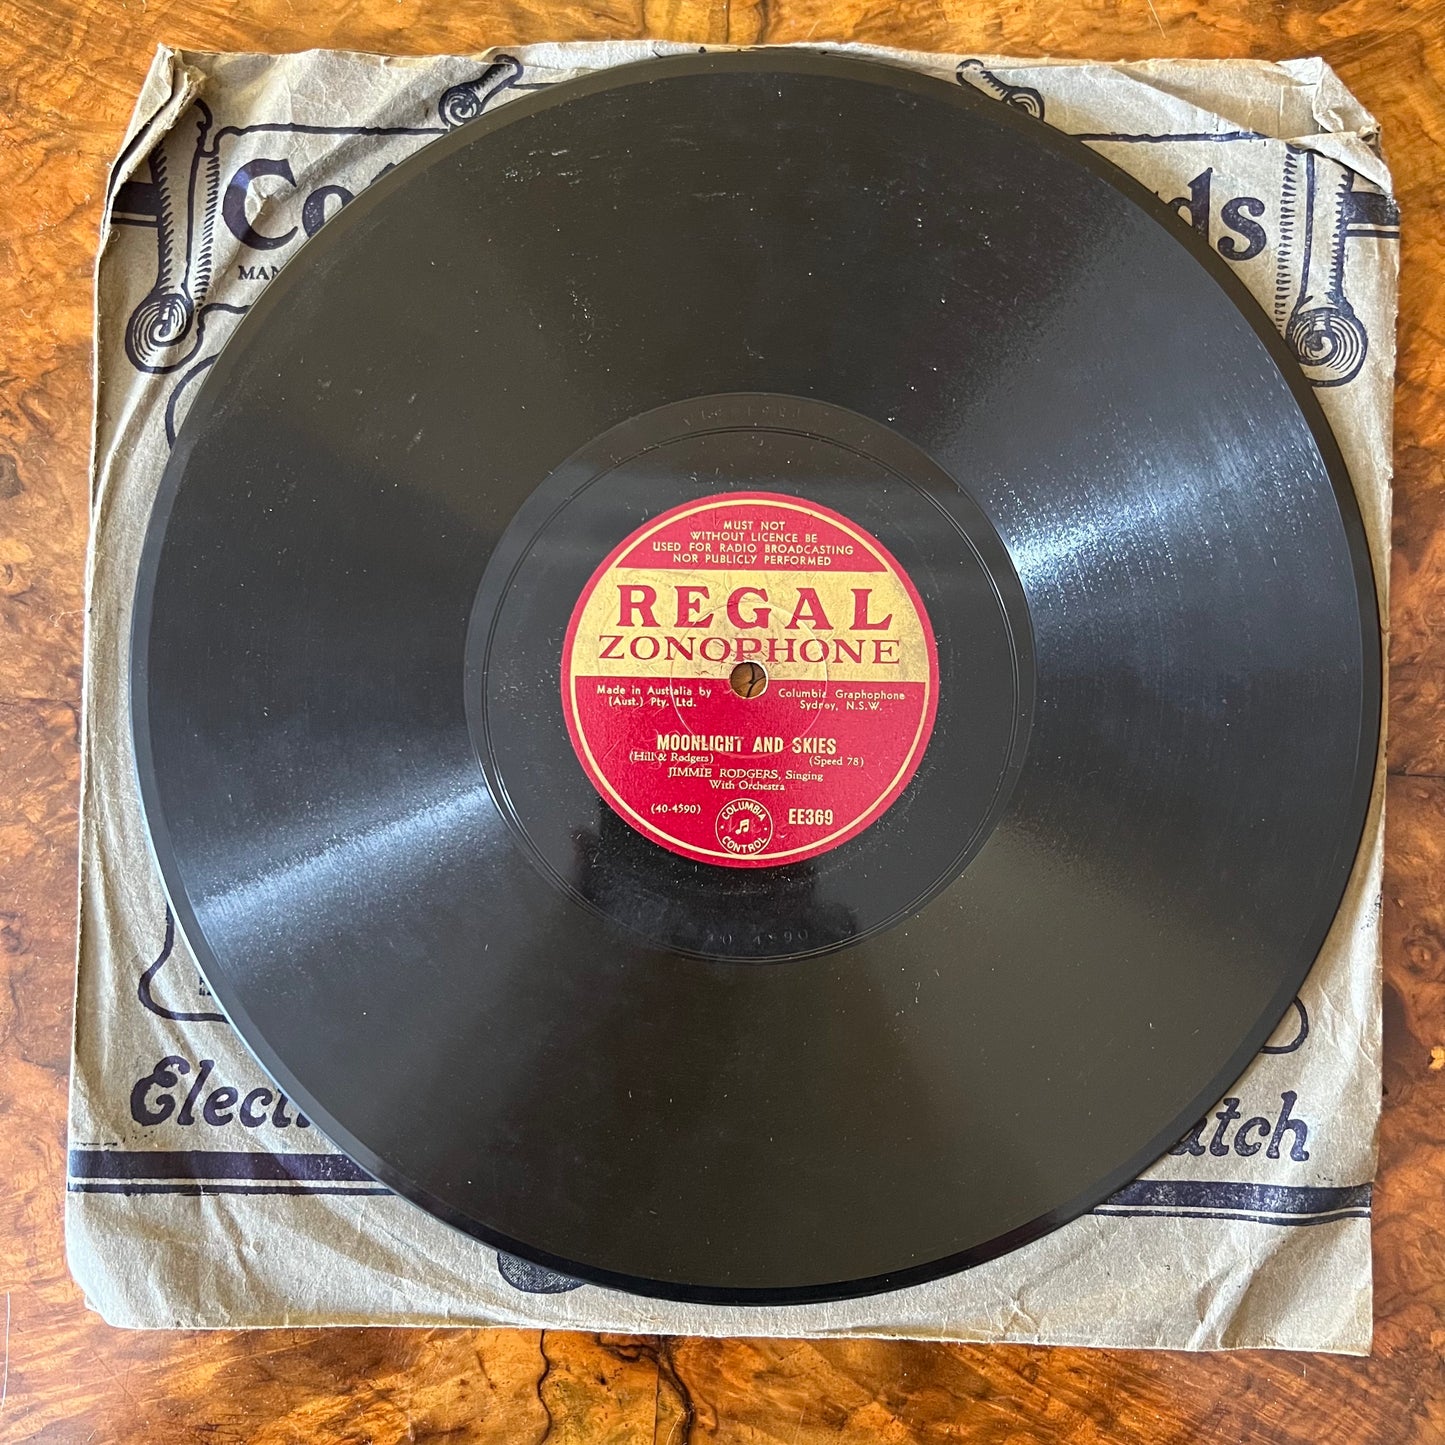 MUST NOT
WITHOUT LICENCE BE
USED FOR RADIO BROADCASTING
NOR PUBLICLY PERFORMED
REGAL
ZONOPHONE
Made in Australia by Columbia Graphophone
(Aust.) Pty. Ltd. Sydney, N.S.W.
MOONLIGHT AND SKIES
(Hill & Rodgers) (Speed 78)
JIMMIE RODGERS, Singing
With Orchestra
(40-4590) COLUMBIA CONTROL EE369
40 4590